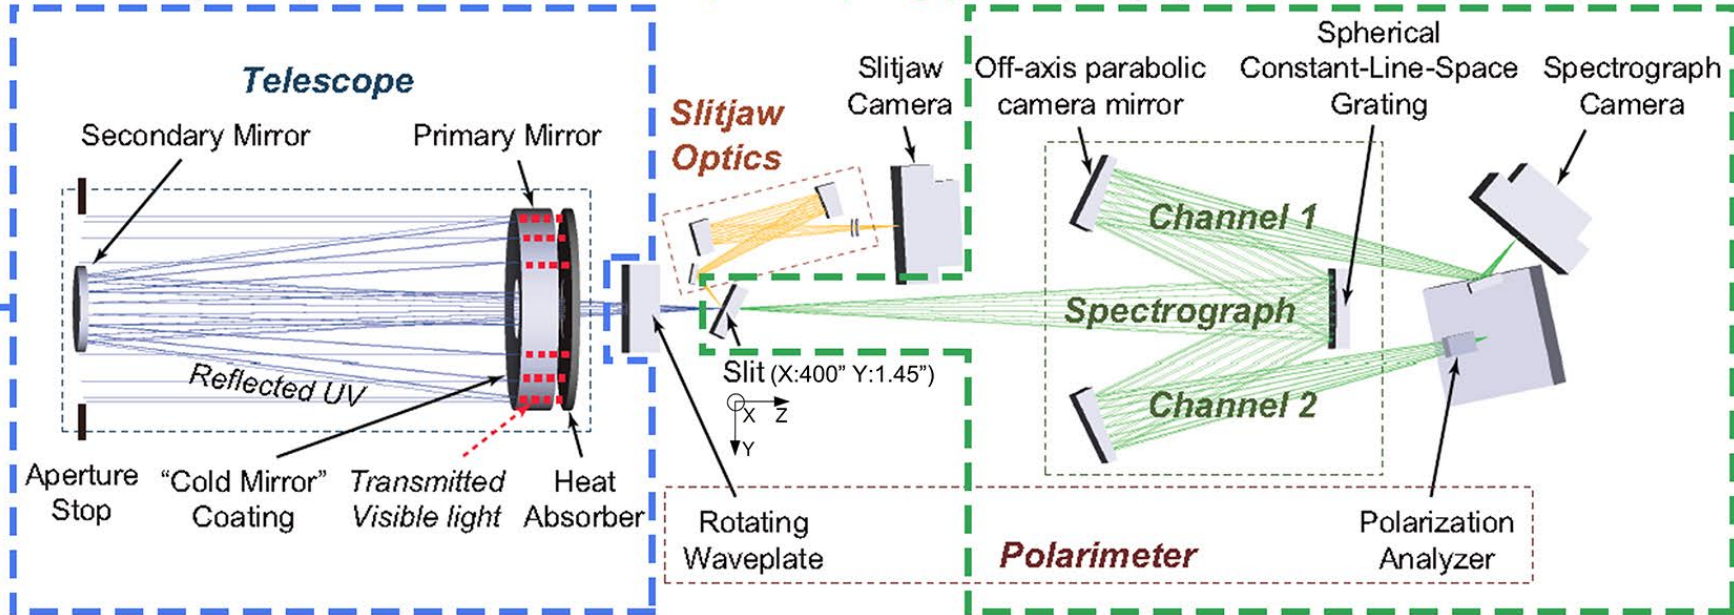 Telescope
Secondary Mirror
Primary Mirror
Reflected UV
Aperture
Stop
“Cold Mirror”
Coating
Transmitted
Visible light
Heat
Absorber
Slitjaw
Optics
Slitjaw
Camera
Slit (X:400” Y:1.45”)
X
Z
Y
Rotating
Waveplate
Polarimeter
Off-axis parabolic
camera mirror
Spherical
Constant-Line-Space
Grating
Spectrograph
Camera
Channel 1
Spectrograph
Channel 2
Polarization
Analyzer